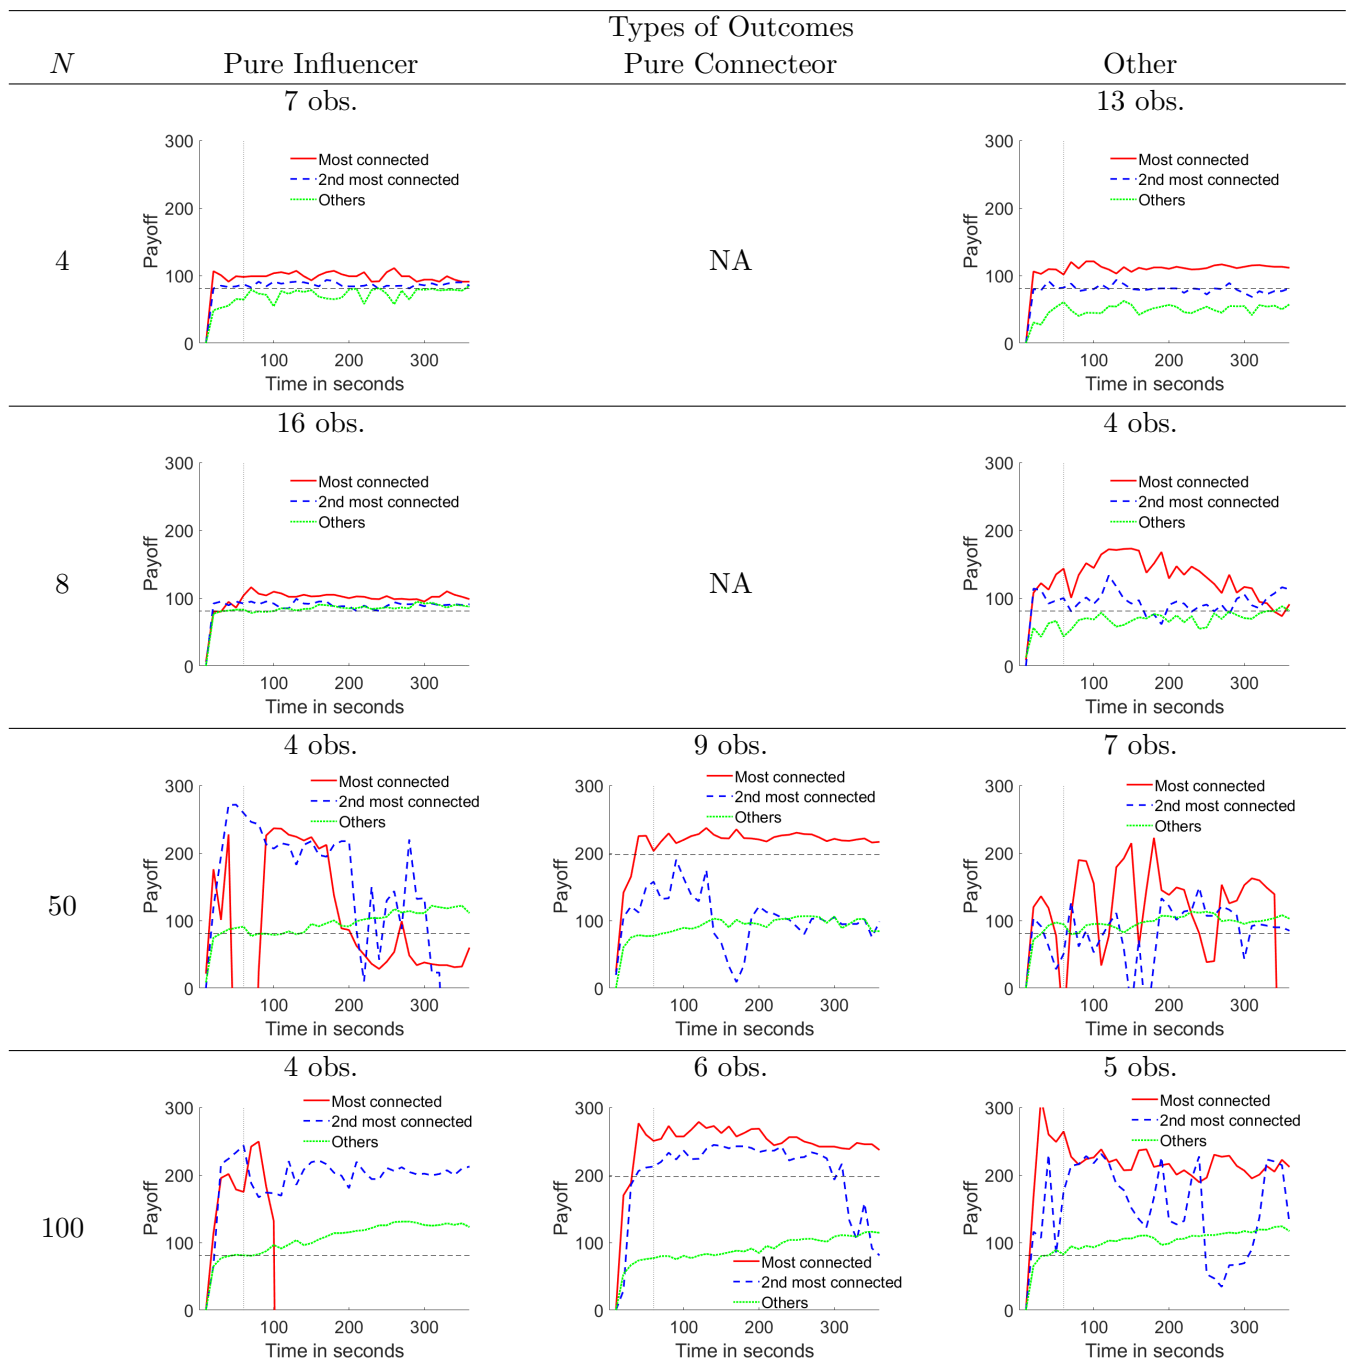 Types of Outcomes
N Pure Influencer Pure Connecteor Other
7 obs. 13 obs.
4 NA
300
200
100
0
Payoff
100 200 300
Time in seconds
Most connected
2nd most connected
Others
300
200
100
0
Payoff
100 200 300
Time in seconds
Most connected
2nd most connected
Others
16 obs. 4 obs.
8 NA
300
200
100
0
Payoff
100 200 300
Time in seconds
Most connected
2nd most connected
Others
300
200
100
0
Payoff
100 200 300
Time in seconds
Most connected
2nd most connected
Others
4 obs. 9 obs. 7 obs.
50
300
200
100
0
Payoff
100 200 300
Time in seconds
Most connected
2nd most connected
Others
300
200
100
0
Payoff
100 200 300
Time in seconds
Most connected
2nd most connected
Others
300
200
100
0
Payoff
100 200 300
Time in seconds
Most connected
2nd most connected
Others
4 obs. 6 obs. 5 obs.
100
300
200
100
0
Payoff
100 200 300
Time in seconds
Most connected
2nd most connected
Others
300
200
100
0
Payoff
100 200 300
Time in seconds
Most connected
2nd most connected
Others
300
200
100
0
Payoff
100 200 300
Time in seconds
Most connected
2nd most connected
Others